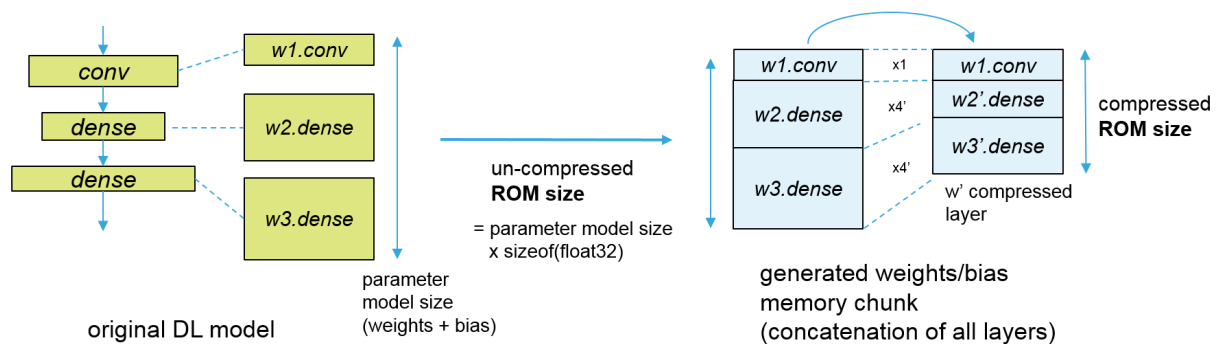 conv
dense
dense
w1.conv
w2.dense
w3.dense
parameter
model size
(weights + bias)
original DL model
un-compressed
ROM size
= parameter model size
x sizeof(float32)
w1.conv
w2.dense
w3.dense
x1
x4'
x4'
w1.conv
w2'.dense
w3'.dense
w' compressed
layer
compressed
ROM size
generated weights/bias
memory chunk
(concatenation of all layers)